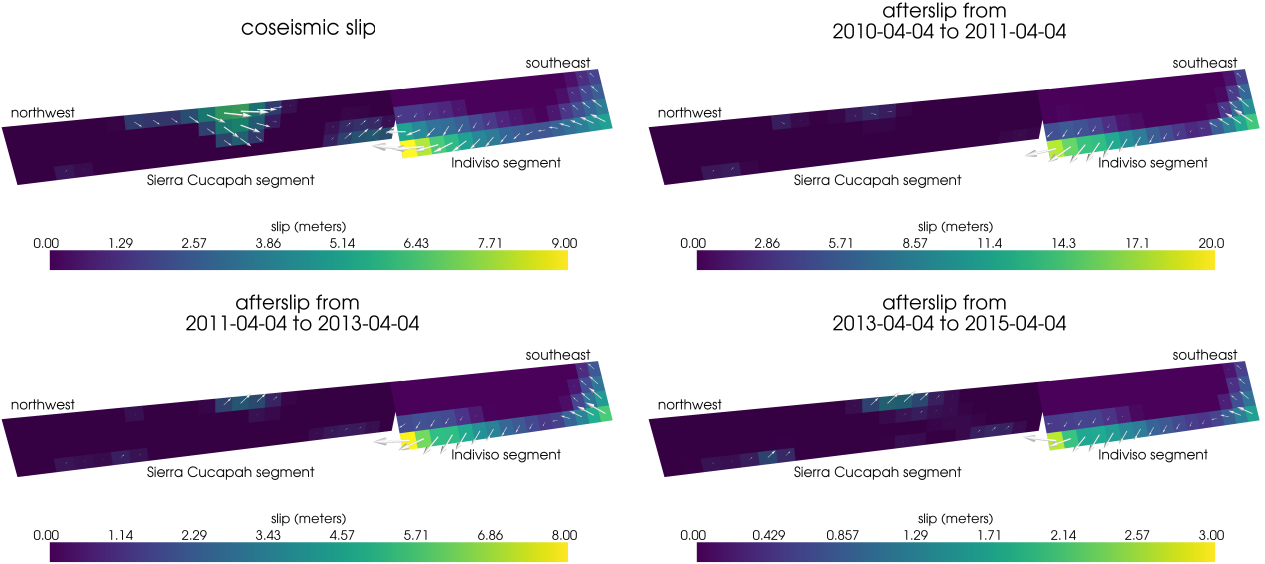 coseismic slip
southeast
northwest
Indiviso segment
Sierra Cucapah segment
slip (meters)
0.00 1.29 2.57 3.86 5.14 6.43 7.71 9.00
afterslip from
2010-04-04 to 2011-04-04
southeast
northwest
Indiviso segment
Sierra Cucapah segment
slip (meters)
0.00 2.86 5.71 8.57 11.4 14.3 17.1 20.0
afterslip from
2011-04-04 to 2013-04-04
southeast
northwest
Indiviso segment
Sierra Cucapah segment
slip (meters)
0.00 1.14 2.29 3.43 4.57 5.71 6.86 8.00
afterslip from
2013-04-04 to 2015-04-04
southeast
northwest
Indiviso segment
Sierra Cucapah segment
slip (meters)
0.00 0.429 0.857 1.29 1.71 2.14 2.57 3.00